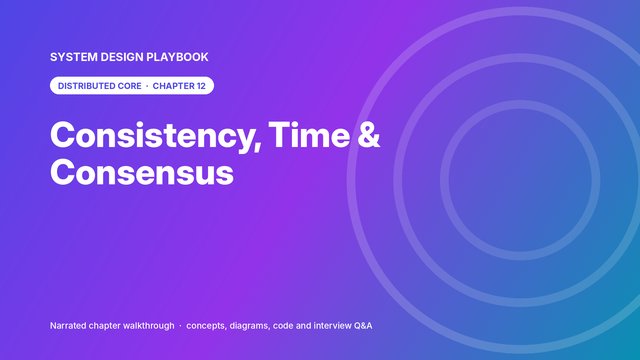 SYSTEM DESIGN PLAYBOOK
DISTRIBUTED CORE · CHAPTER 12
Consistency, Time &
Consensus
Narrated chapter walkthrough · concepts, diagrams, code and interview Q&A